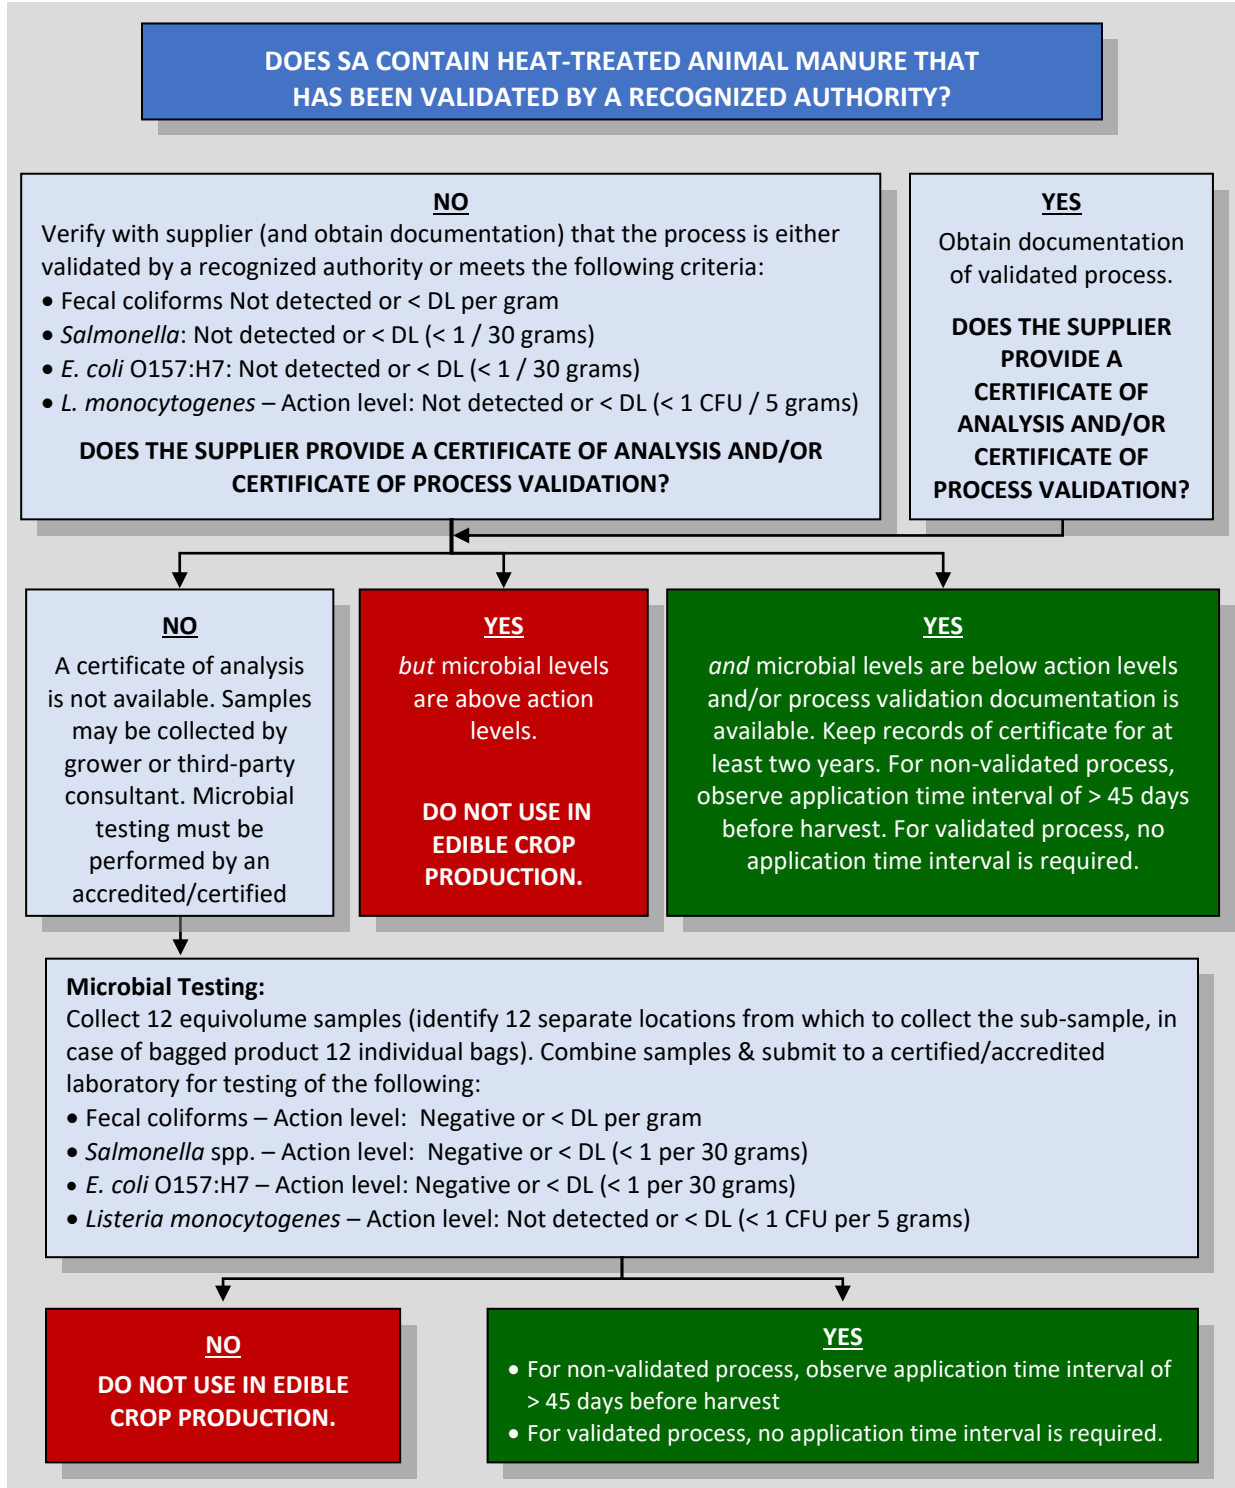 DOES SA CONTAIN HEAT-TREATED ANIMAL MANURE THAT
HAS BEEN VALIDATED BY A RECOGNIZED AUTHORITY?
NO
Verify with supplier (and obtain documentation) that the process is either
validated by a recognized authority or meets the following criteria:
• Fecal coliforms Not detected or < DL per gram
• Salmonella: Not detected or < DL (< 1 / 30 grams)
• E. coli O157:H7: Not detected or < DL (< 1 / 30 grams)
• L. monocytogenes – Action level: Not detected or < DL (< 1 CFU / 5 grams)
DOES THE SUPPLIER PROVIDE A CERTIFICATE OF ANALYSIS AND/OR
CERTIFICATE OF PROCESS VALIDATION?
YES
Obtain documentation
of validated process.
DOES THE SUPPLIER
PROVIDE A
CERTIFICATE OF
ANALYSIS AND/OR
CERTIFICATE OF
PROCESS VALIDATION?
NO
A certificate of analysis
is not available. Samples
may be collected by
grower or third-party
consultant. Microbial
testing must be
performed by an
accredited/certified
YES
but microbial levels
are above action
levels.
DO NOT USE IN
EDIBLE CROP
PRODUCTION.
YES
and microbial levels are below action levels
and/or process validation documentation is
available. Keep records of certificate for at
least two years. For non-validated process,
observe application time interval of > 45 days
before harvest. For validated process, no
application time interval is required.
Microbial Testing:
Collect 12 equivolume samples (identify 12 separate locations from which to collect the sub-sample, in
case of bagged product 12 individual bags). Combine samples & submit to a certified/accredited
laboratory for testing of the following:
• Fecal coliforms – Action level: Negative or < DL per gram
• Salmonella spp. – Action level: Negative or < DL (< 1 per 30 grams)
• E. coli O157:H7 – Action level: Negative or < DL (< 1 per 30 grams)
• Listeria monocytogenes – Action level: Not detected or < DL (< 1 CFU per 5 grams)
NO
DO NOT USE IN EDIBLE
CROP PRODUCTION.
YES
• For non-validated process, observe application time interval of
> 45 days before harvest
• For validated process, no application time interval is required.